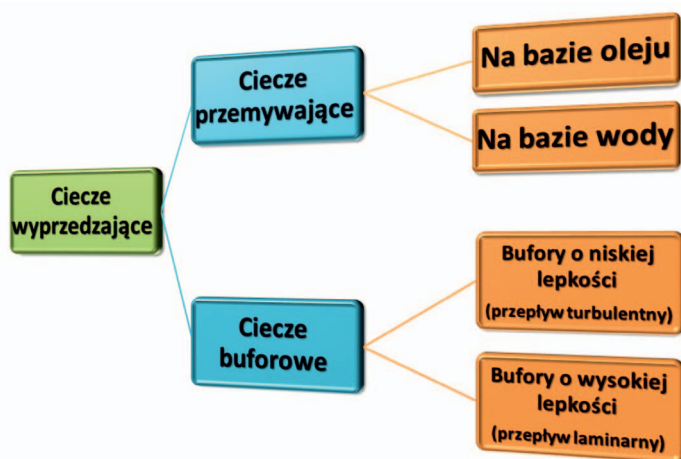 Ciecze
wyprzedzające
Ciecze
przemywające
Na bazie oleju
Na bazie wody
Ciecze
buforowe
Bufory o niskiej
lepkości
(przepływ turbulentny)
Bufory o wysokiej
lepkości
(przepływ laminarny)